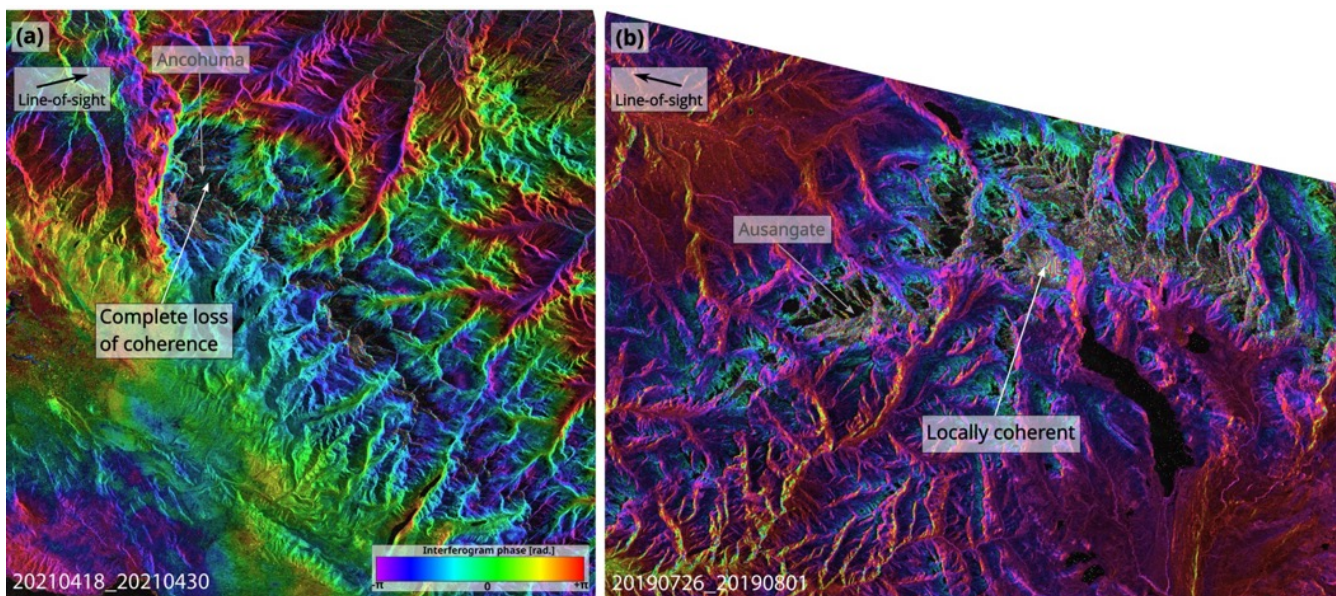 (a)
Ancohuma
Line-of-sight
Complete loss
of coherence
Interferogram phase [rad.]
-π
0
+π
20210418_20210430
(b)
Line-of-sight
Ausangate
Locally coherent
20190726_20190801